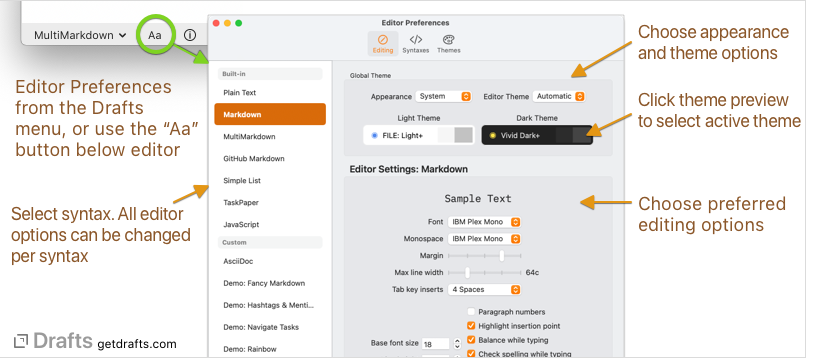 MultiMarkdown
Aa
Editor Preferences
from the Drafts
menu, or use the “Aa”
button below editor
Select syntax. All editor
options can be changed
per syntax
Drafts getdrafts.com
Editor Preferences
Editing
Syntaxes
Themes
Built-in
Plain Text
Markdown
MultiMarkdown
GitHub Markdown
Simple List
TaskPaper
JavaScript
Custom
AsciiDoc
Demo: Fancy Markdown
Demo: Hashtags & Menti...
Demo: Navigate Tasks
Demo: Rainbow
Global Theme
Appearance System
Editor Theme Automatic
Light Theme
Dark Theme
FILE: Light+
Vivid Dark+
Editor Settings: Markdown
Sample Text
Font IBM Plex Mono
Monospace IBM Plex Mono
Margin
Max line width 64c
Tab key inserts 4 Spaces
Paragraph numbers
Highlight insertion point
Base font size 18
Balance while typing
Check spelling while typing
Choose appearance
and theme options
Click theme preview
to select active theme
Choose preferred
editing options